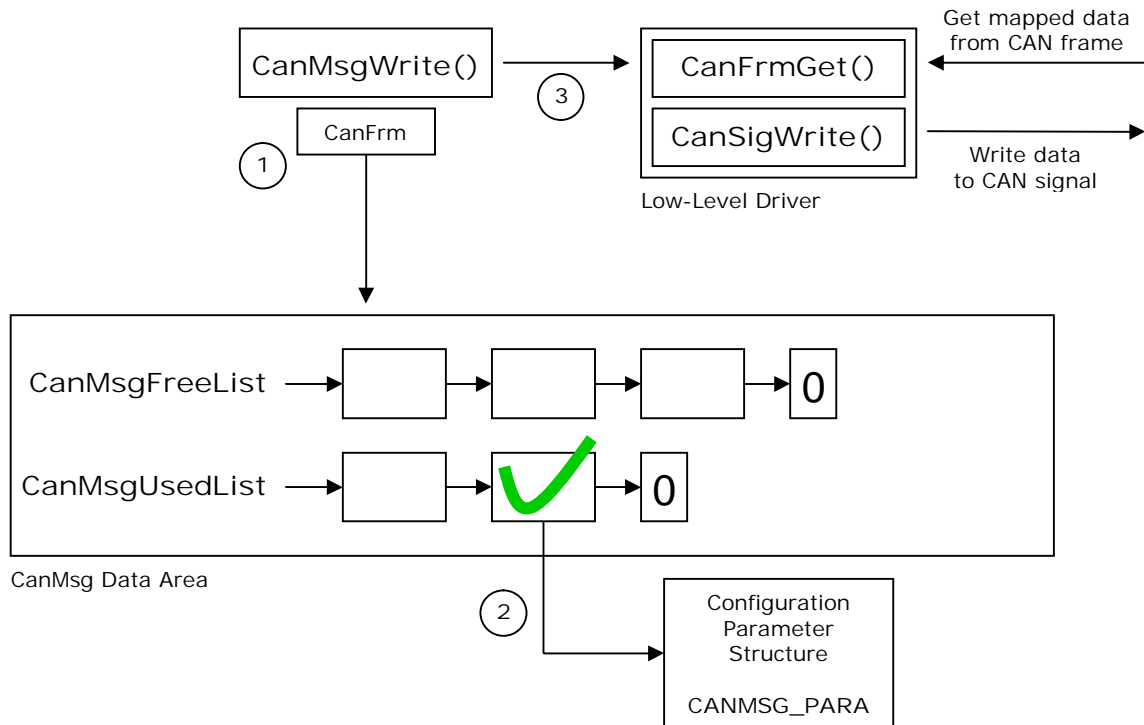 Get mapped data
from CAN frame
CanMsgWrite()
3
CanFrmGet()
CanFrm
1
CanSigWrite()
Write data
to CAN signal
Low-Level Driver
CanMsgFreeList
0
CanMsgUsedList
0
CanMsg Data Area
2
Configuration
Parameter
Structure
CANMSG_PARA